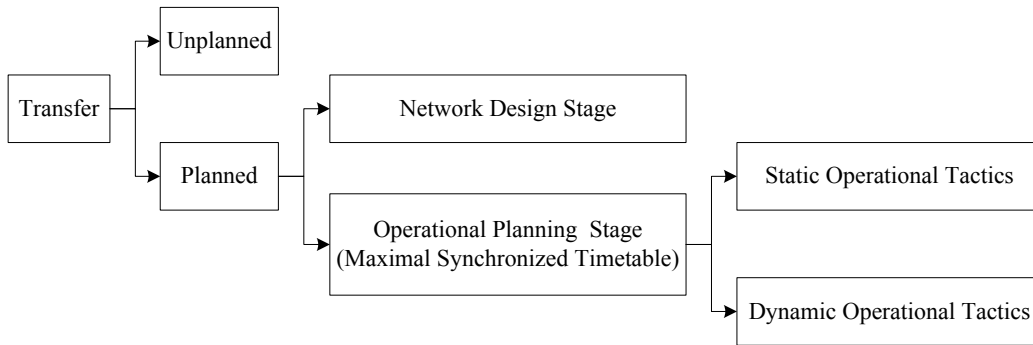 Unplanned
Transfer
Network Design Stage
Planned
Static Operational Tactics
Operational Planning Stage
(Maximal Synchronized Timetable)
Dynamic Operational Tactics